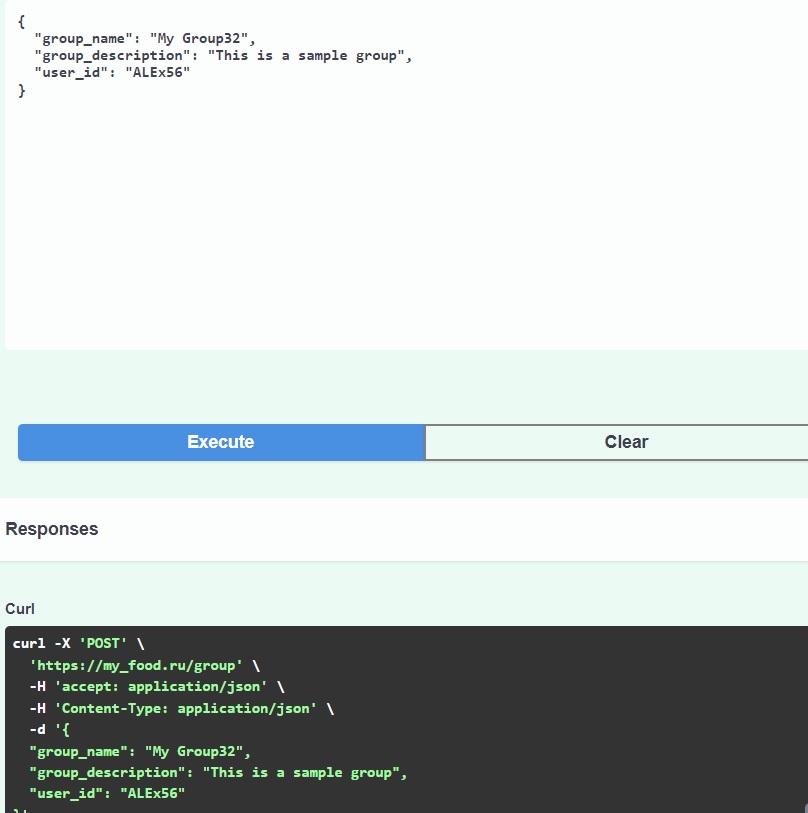 {
  "group_name": "My Group32",
  "group_description": "This is a sample group",
  "user_id": "ALEx56"
}
Execute
Clear
Responses
Curl
curl -X 'POST' \
  'https://my_food.ru/group' \
  -H 'accept: application/json' \
  -H 'Content-Type: application/json' \
  -d '{
  "group_name": "My Group32",
  "group_description": "This is a sample group",
  "user_id": "ALEx56"
}'